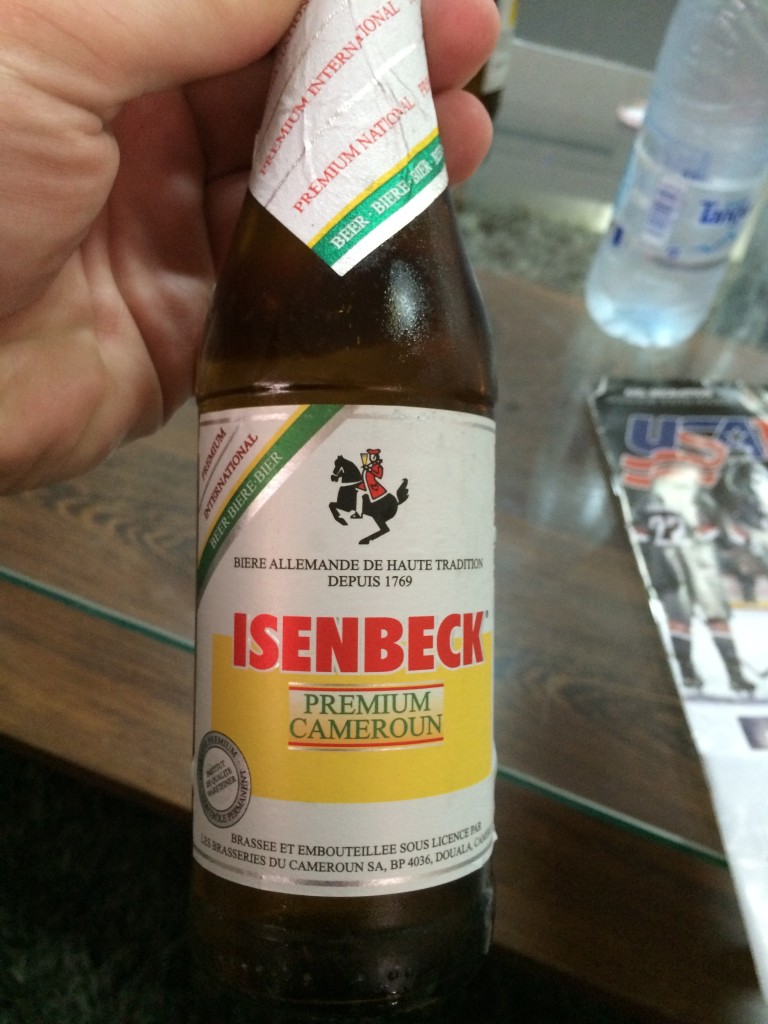 PREMIUM INTERNATIONAL
PREMIUM NATIONAL
BEER · BIERE · BIER
PREMIUM
INTERNATIONAL
BEER·BIERE·BIER
BIERE ALLEMANDE DE HAUTE TRADITION
DEPUIS 1769
ISENBECK
PREMIUM
CAMEROUN
BRASSEE ET EMBOUTEILLEE SOUS LICENCE PAR
LES BRASSERIES DU CAMEROUN SA, BP 4036, DOUALA,
USA